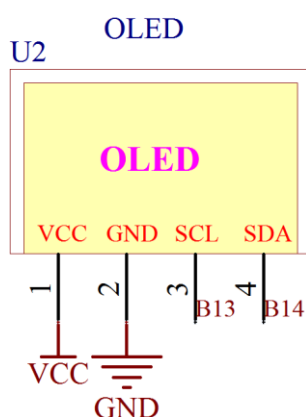 OLED
U2
OLED
VCC GND SCL SDA
1 2 3 4
B13 B14
VCC
GND